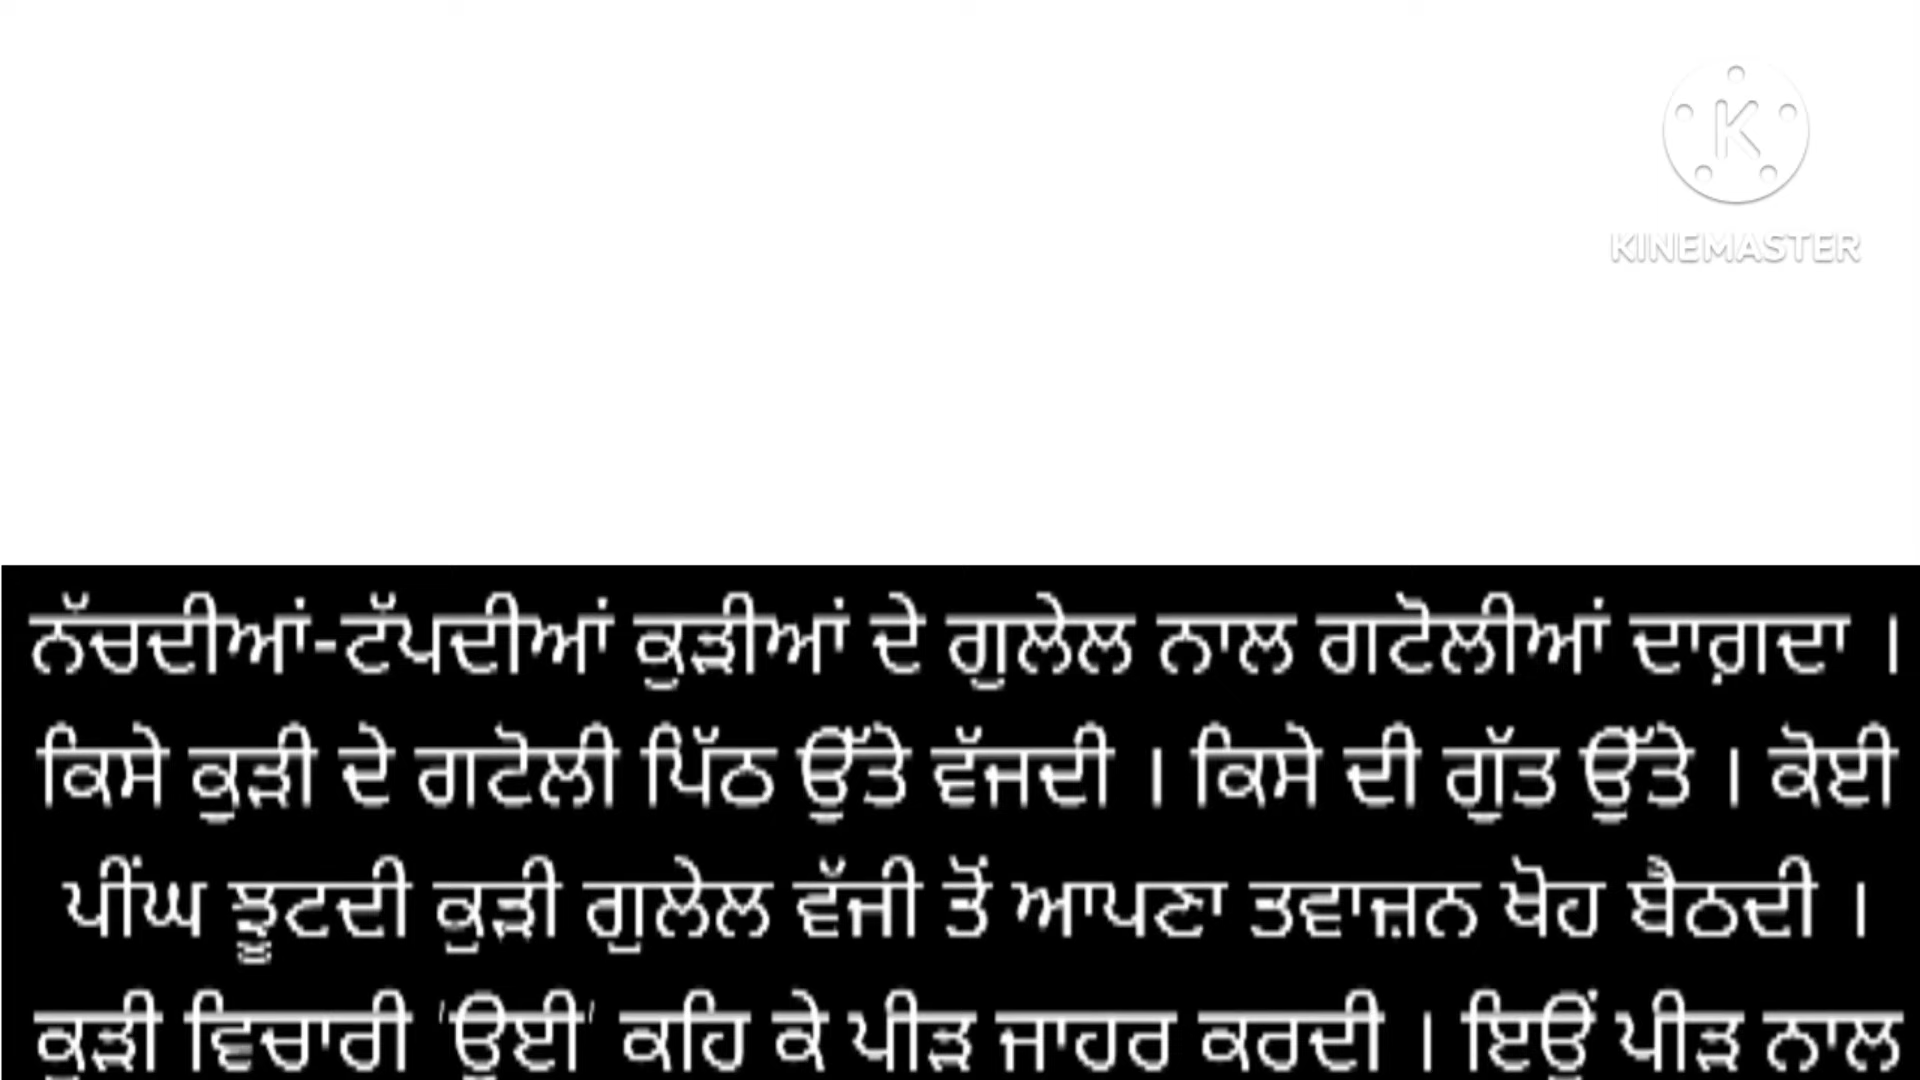 KINEMASTER
ਨੱਚਦੀਆਂ-ਟੱਪਦੀਆਂ ਕੁੜੀਆਂ ਦੇ ਗੁਲੇਲ ਨਾਲ ਗਟੋਲੀਆਂ ਦਾਗ਼ਦਾ ।
ਕਿਸੇ ਕੁੜੀ ਦੇ ਗਟੋਲੀ ਪਿੱਠ ਉੱਤੇ ਵੱਜਦੀ । ਕਿਸੇ ਦੀ ਗੁੱਤ ਉੱਤੇ । ਕੋਈ
ਪੀਂਘ ਝੂਟਦੀ ਕੁੜੀ ਗੁਲੇਲ ਵੱਜੀ ਤੋਂ ਆਪਣਾ ਤਵਾਜ਼ਨ ਖੋਹ ਬੈਠਦੀ ।
ਕੁੜੀ ਵਿਚਾਰੀ 'ਉਈ' ਕਹਿ ਕੇ ਪੀੜ ਜਾਹਰ ਕਰਦੀ । ਇਉਂ ਪੀੜ ਨਾਲ